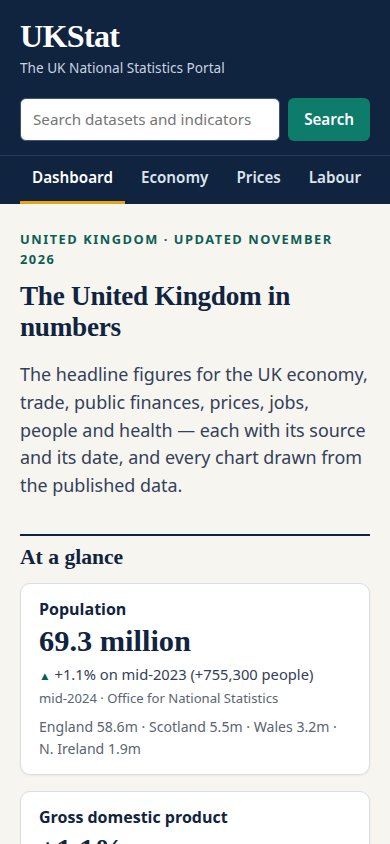 UKStat
The UK National Statistics Portal
Search datasets and indicators
Search
Dashboard Economy Prices Labour
UNITED KINGDOM · UPDATED NOVEMBER
2026
The United Kingdom in
numbers
The headline figures for the UK economy,
trade, public finances, prices, jobs,
people and health — each with its source
and its date, and every chart drawn from
the published data.
At a glance
Population
69.3 million
▲ +1.1% on mid-2023 (+755,300 people)
mid-2024 · Office for National Statistics
England 58.6m · Scotland 5.5m · Wales 3.2m ·
N. Ireland 1.9m
Gross domestic product